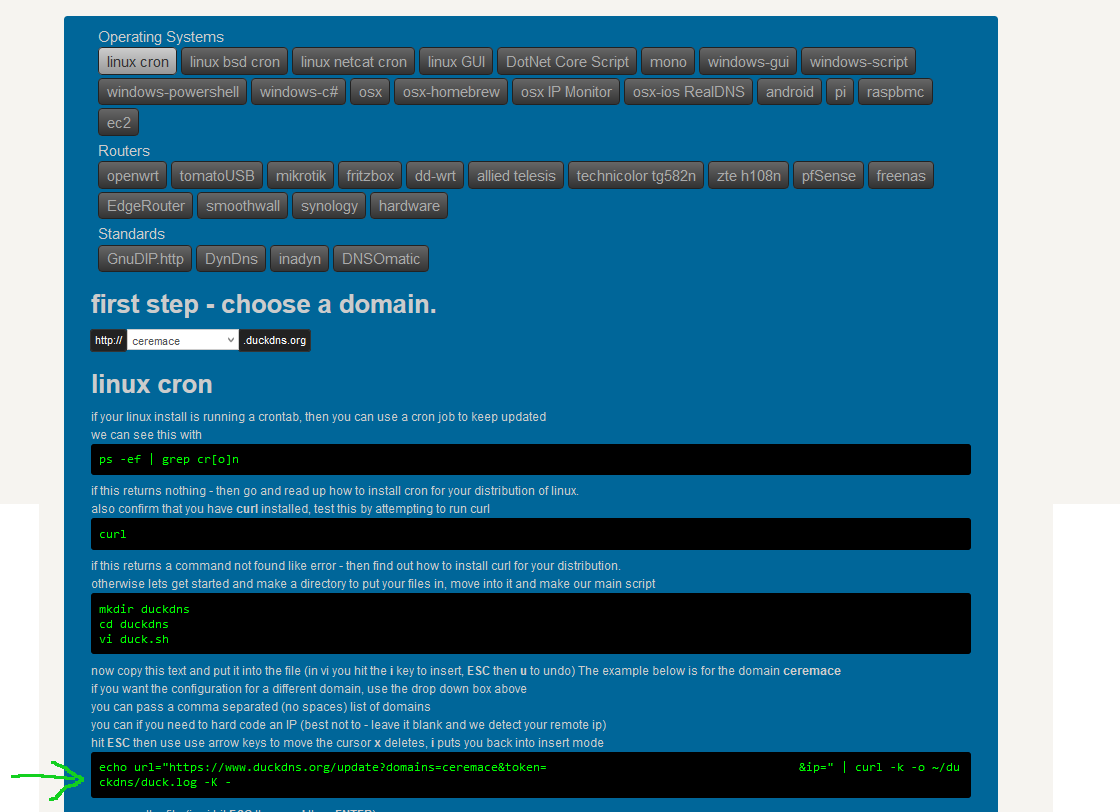 Operating Systems
linux cron linux bsd cron linux netcat cron linux GUI DotNet Core Script mono windows-gui windows-script
windows-powershell windows-c# osx osx-homebrew osx IP Monitor osx-ios RealDNS android pi raspbmc
ec2
Routers
openwrt tomatoUSB mikrotik fritzbox dd-wrt allied telesis technicolor tg582n zte h108n pfSense freenas
EdgeRouter smoothwall synology hardware
Standards
GnuDIP.http DynDns inadyn DNSOmatic
first step - choose a domain.
http:// ceremace .duckdns.org
linux cron
if your linux install is running a crontab, then you can use a cron job to keep updated
we can see this with
ps -ef | grep cr[o]n
if this returns nothing - then go and read up how to install cron for your distribution of linux.
also confirm that you have curl installed, test this by attempting to run curl
curl
if this returns a command not found like error - then find out how to install curl for your distribution.
otherwise lets get started and make a directory to put your files in, move into it and make our main script
mkdir duckdns
cd duckdns
vi duck.sh
now copy this text and put it into the file (in vi you hit the i key to insert, ESC then u to undo) The example below is for the domain ceremace
if you want the configuration for a different domain, use the drop down box above
you can pass a comma separated (no spaces) list of domains
you can if you need to hard code an IP (best not to - leave it blank and we detect your remote ip)
hit ESC then use use arrow keys to move the cursor x deletes, i puts you back into insert mode
echo url="https://www.duckdns.org/update?domains=ceremace&token= &ip=" | curl -k -o ~/du
ckdns/duck.log -K -